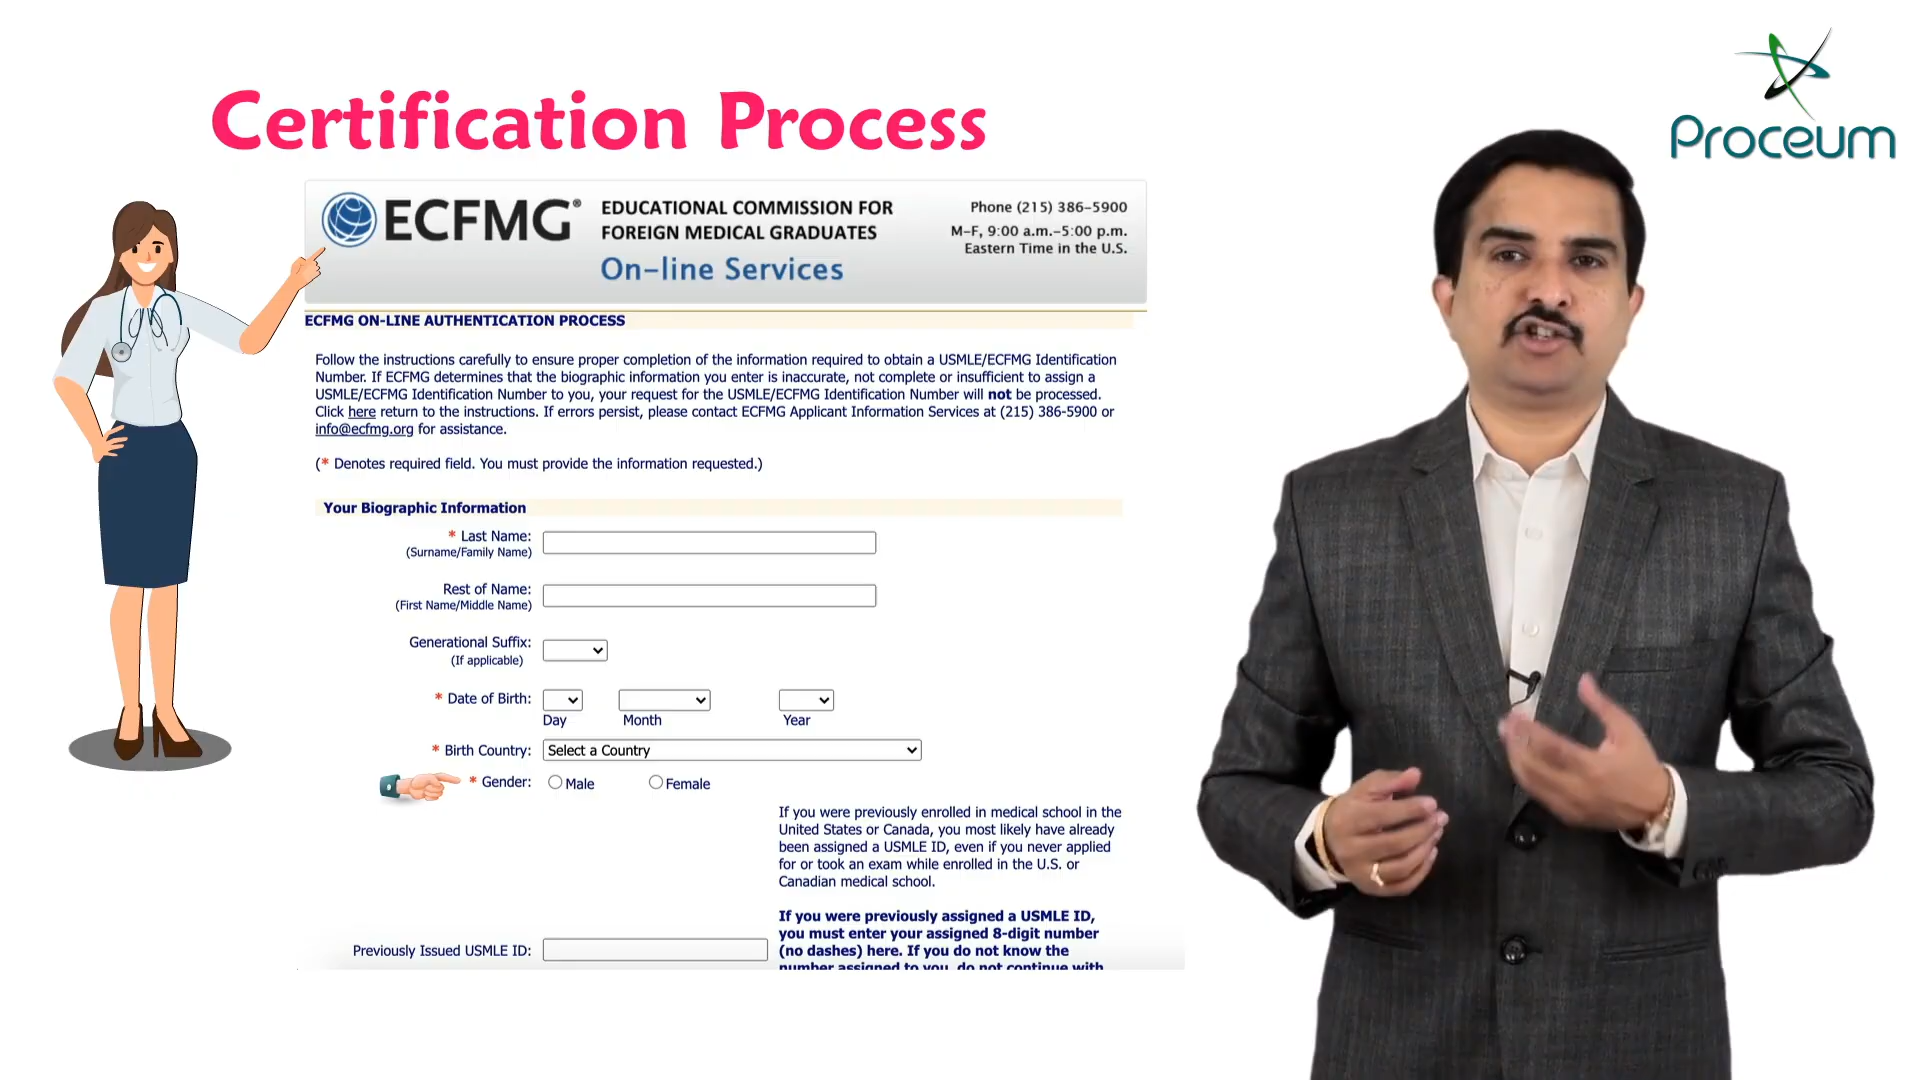 Certification Process
Proceum
ECFMG®
EDUCATIONAL COMMISSION FOR
FOREIGN MEDICAL GRADUATES
On-line Services
Phone (215) 386-5900
M-F, 9:00 a.m.-5:00 p.m.
Eastern Time in the U.S.
ECFMG ON-LINE AUTHENTICATION PROCESS
Follow the instructions carefully to ensure proper completion of the information required to obtain a USMLE/ECFMG Identification
Number. If ECFMG determines that the biographic information you enter is inaccurate, not complete or insufficient to assign a
USMLE/ECFMG Identification Number to you, your request for the USMLE/ECFMG Identification Number will not be processed.
Click here return to the instructions. If errors persist, please contact ECFMG Applicant Information Services at (215) 386-5900 or
info@ecfmg.org for assistance.
(* Denotes required field. You must provide the information requested.)
Your Biographic Information
* Last Name:
(Surname/Family Name)
Rest of Name:
(First Name/Middle Name)
Generational Suffix:
(If applicable)
* Date of Birth:
Day Month Year
* Birth Country: Select a Country
* Gender: Male Female
If you were previously enrolled in medical school in the
United States or Canada, you most likely have already
been assigned a USMLE ID, even if you never applied
for or took an exam while enrolled in the U.S. or
Canadian medical school.
If you were previously assigned a USMLE ID,
you must enter your assigned 8-digit number
(no dashes) here. If you do not know the
number assigned to you, do not continue with
Previously Issued USMLE ID: